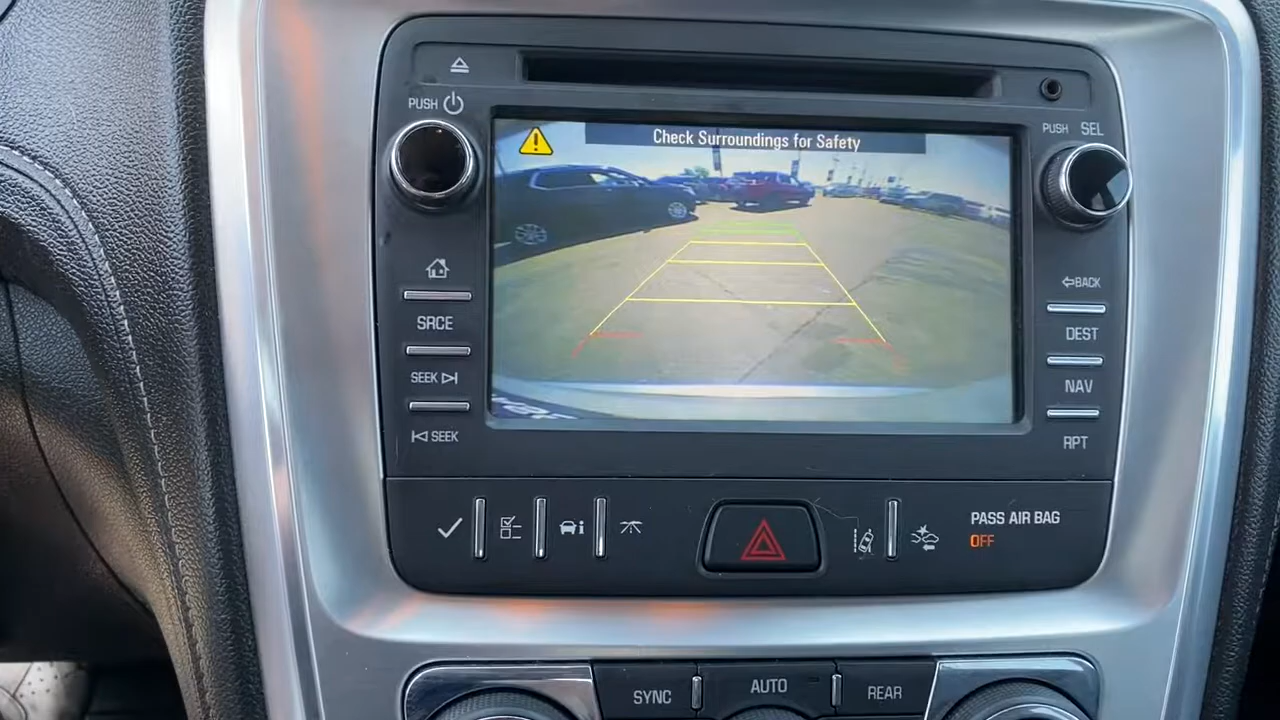 PUSH
PUSH SEL
Check Surroundings for Safety
BACK
SRCE
DEST
SEEK
NAV
SEEK
RPT
PASS AIR BAG
OFF
SYNC
AUTO
REAR